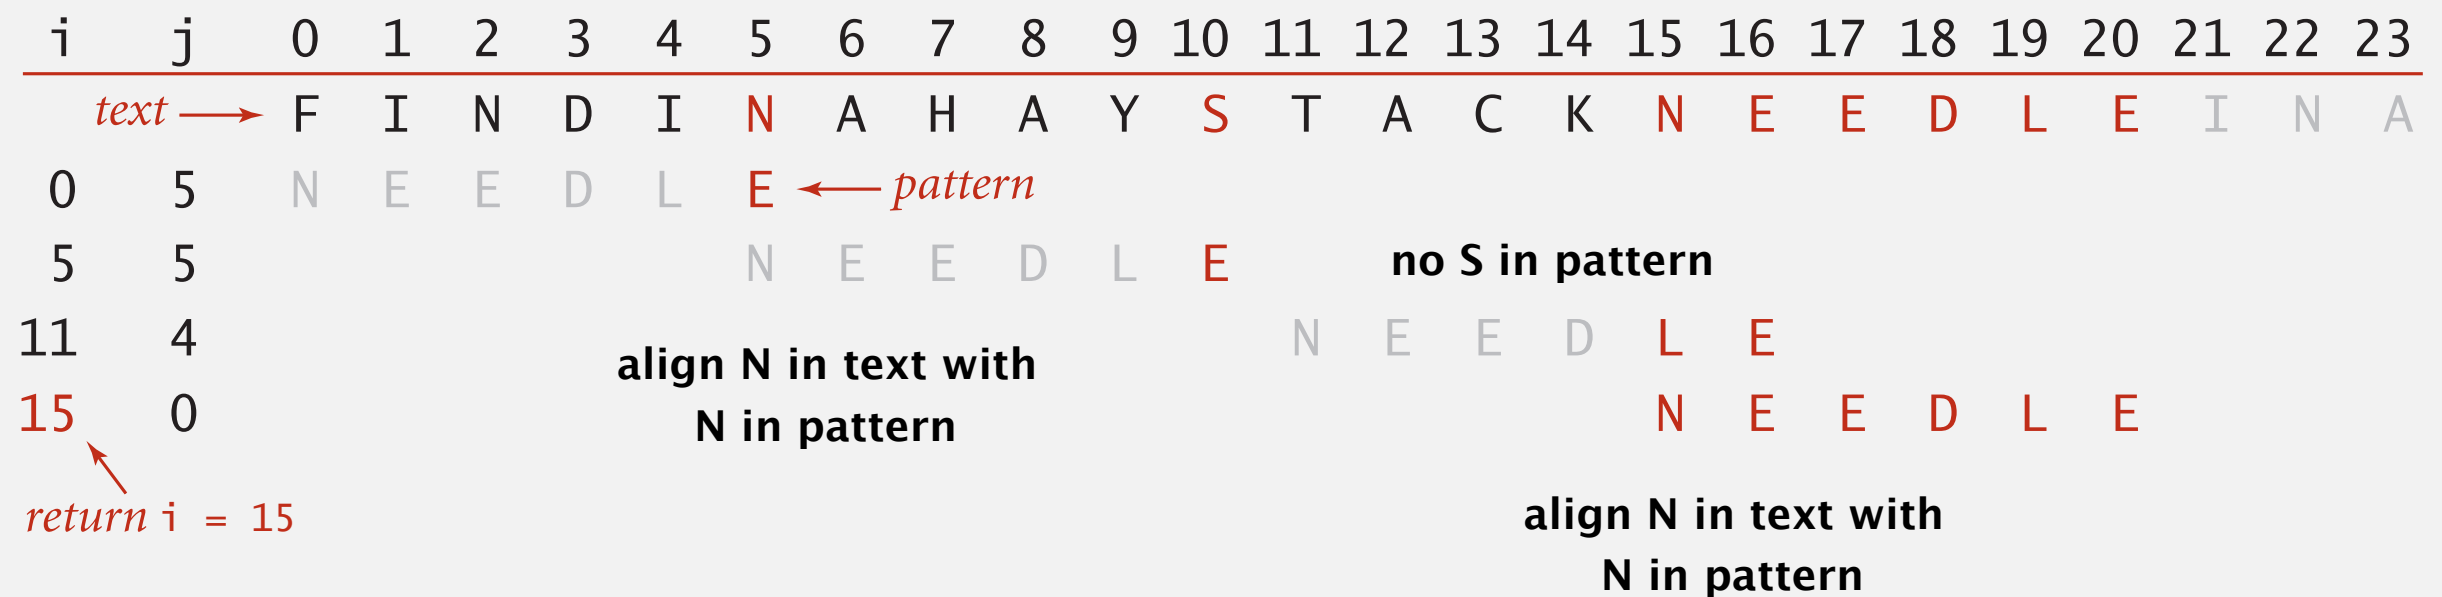 i j 0 1 2 3 4 5 6 7 8 9 10 11 12 13 14 15 16 17 18 19 20 21 22 23
text F I N D I N A H A Y S T A C K N E E D L E I N A
0 5 N E E D L E pattern
5 5 N E E D L E no S in pattern
11 4 N E E D L E
align N in text with
N in pattern
15 0 N E E D L E
return i = 15
align N in text with
N in pattern